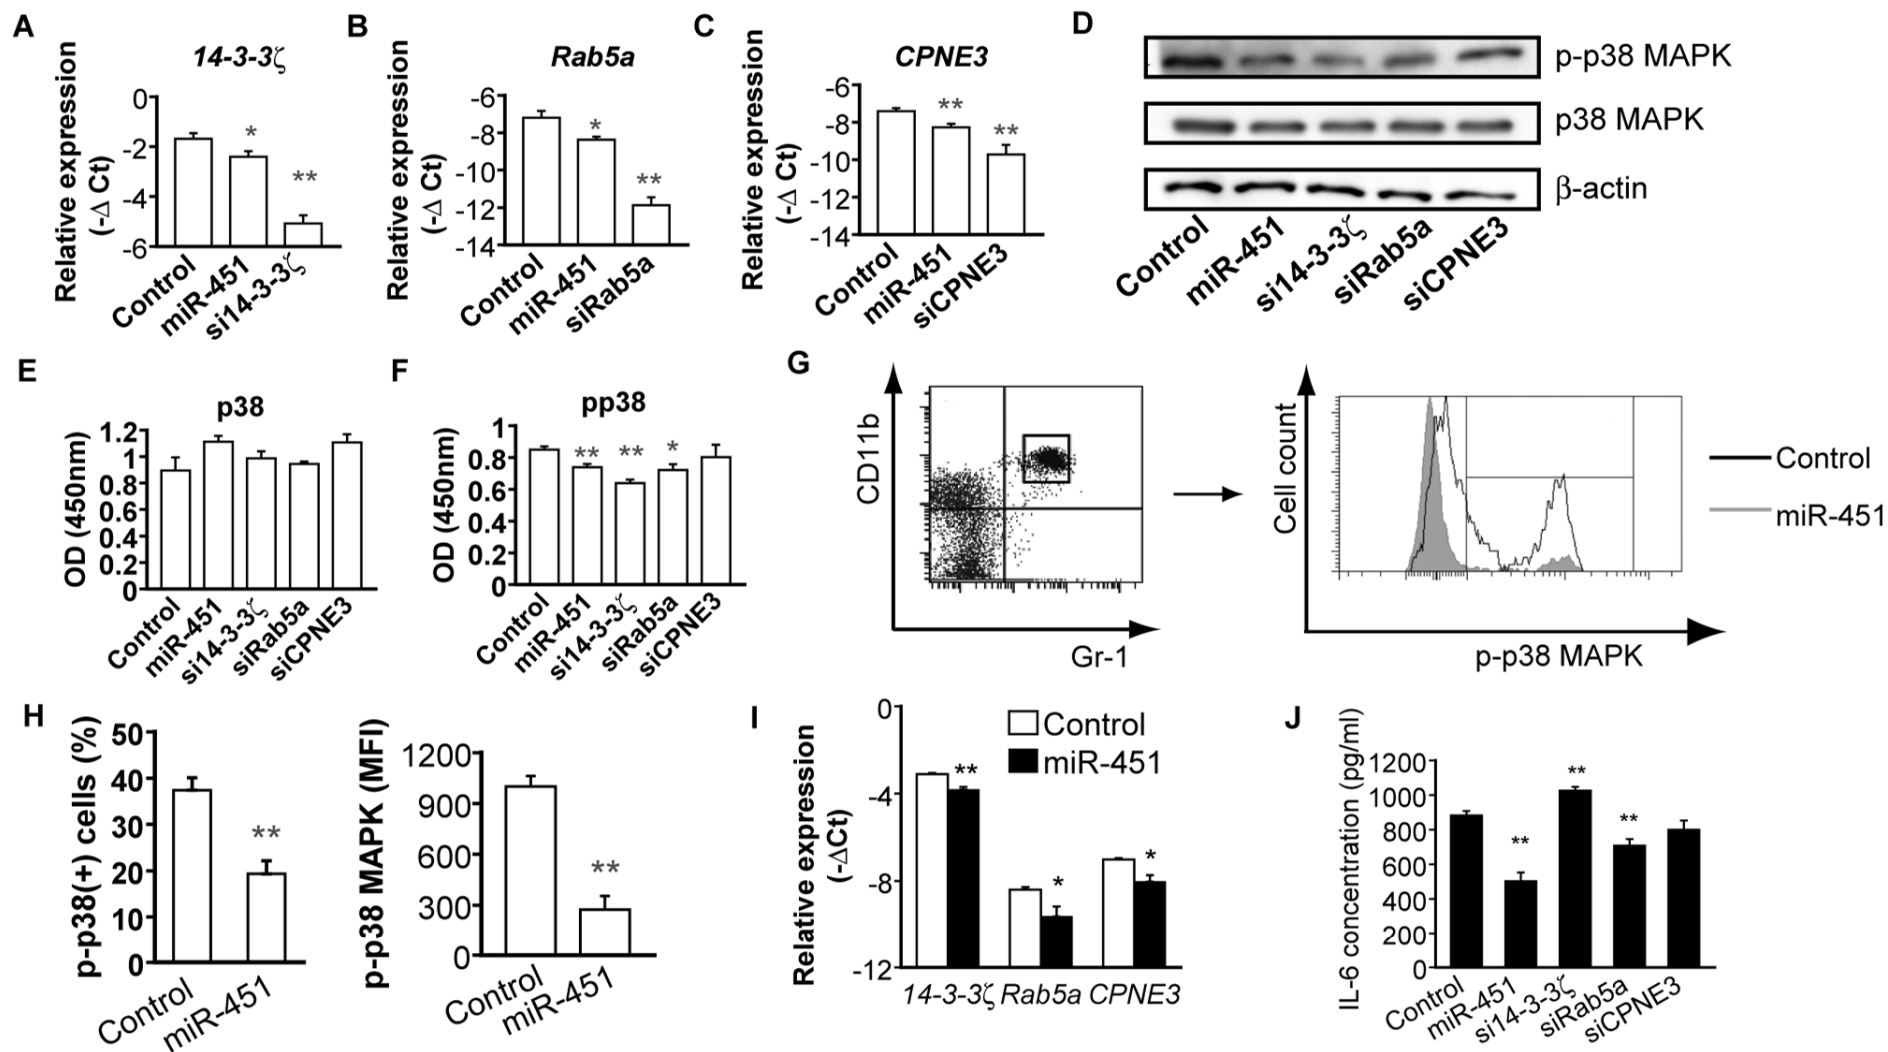 A
14-3-3ζ
Relative expression
(-Δ Ct)
0
-2
-4
-6
*
**
Control
miR-451
si14-3-3ζ
B
Rab5a
Relative expression
(-Δ Ct)
-6
-8
-10
-12
-14
*
**
Control
miR-451
siRab5a
C
CPNE3
Relative expression
(-Δ Ct)
-6
-8
-10
-12
-14
**
**
Control
miR-451
siCPNE3
D
p-p38 MAPK
p38 MAPK
β-actin
Control
miR-451
si14-3-3ζ
siRab5a
siCPNE3
E
p38
OD (450nm)
1.2
1
0.8
0.6
0.4
0.2
0
Control
miR-451
si14-3-3ζ
siRab5a
siCPNE3
F
pp38
OD (450nm)
1
0.8
0.6
0.4
0.2
0
**
**
*
Control
miR-451
si14-3-3ζ
siRab5a
siCPNE3
G
CD11b
Gr-1
Cell count
p-p38 MAPK
Control
miR-451
H
p-p38(+) cells (%)
50
40
30
20
10
0
**
Control
miR-451
p-p38 MAPK (MFI)
1200
900
600
300
0
**
Control
miR-451
I
Relative expression
(-ΔCt)
0
-4
-8
-12
Control
miR-451
**
*
*
14-3-3ζ Rab5a CPNE3
J
IL-6 concentration (pg/ml)
1200
1000
800
600
400
200
0
**
**
**
Control
miR-451
si14-3-3ζ
siRab5a
siCPNE3